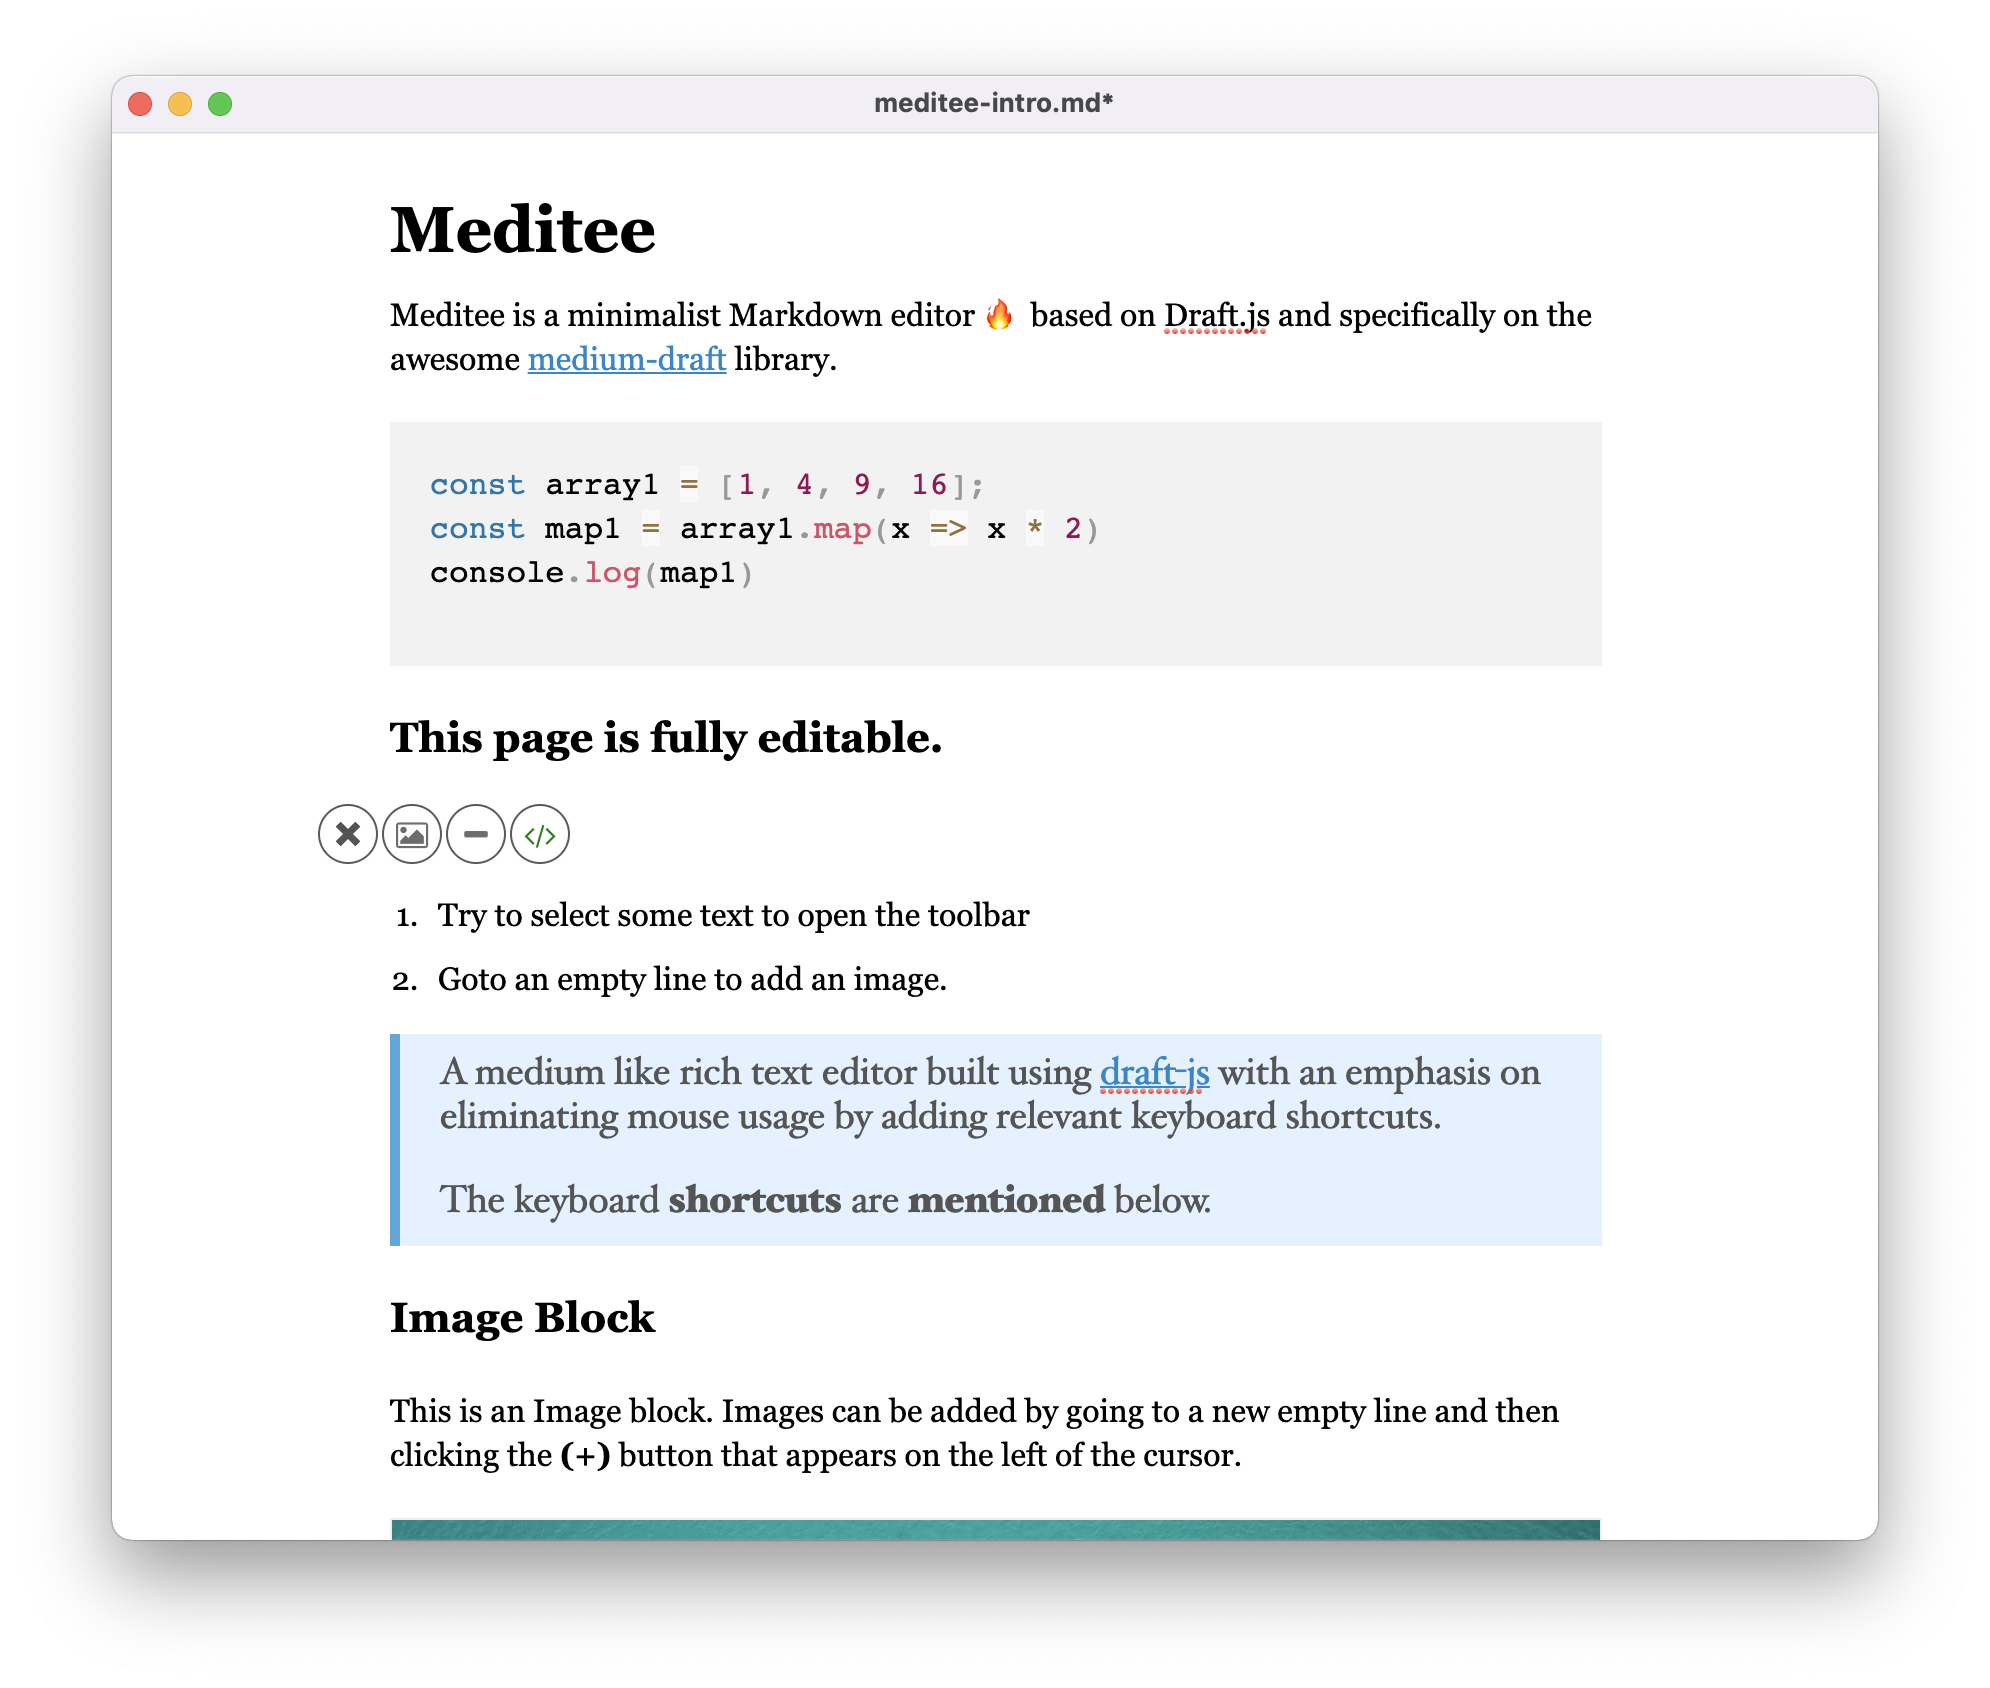 meditee-intro.md*
Meditee
Meditee is a minimalist Markdown editor 🔥 based on Draft.js and specifically on the
awesome medium-draft library.
const array1 = [1, 4, 9, 16];
const map1 = array1.map(x => x * 2)
console.log(map1)
This page is fully editable.
</>
1. Try to select some text to open the toolbar
2. Goto an empty line to add an image.
A medium like rich text editor built using draft-js with an emphasis on
eliminating mouse usage by adding relevant keyboard shortcuts.
The keyboard shortcuts are mentioned below.
Image Block
This is an Image block. Images can be added by going to a new empty line and then
clicking the (+) button that appears on the left of the cursor.